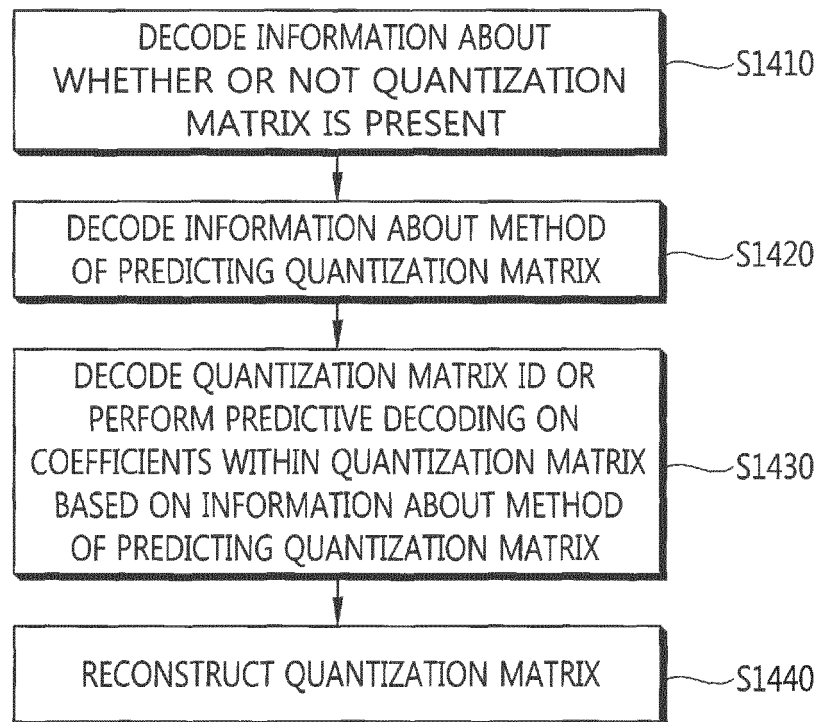 DECODE INFORMATION ABOUT
WHETHER OR NOT QUANTIZATION
MATRIX IS PRESENT
S1410
DECODE INFORMATION ABOUT METHOD
OF PREDICTING QUANTIZATION MATRIX
S1420
DECODE QUANTIZATION MATRIX ID OR
PERFORM PREDICTIVE DECODING ON
COEFFICIENTS WITHIN QUANTIZATION MATRIX
BASED ON INFORMATION ABOUT METHOD
OF PREDICTING QUANTIZATION MATRIX
S1430
RECONSTRUCT QUANTIZATION MATRIX
S1440